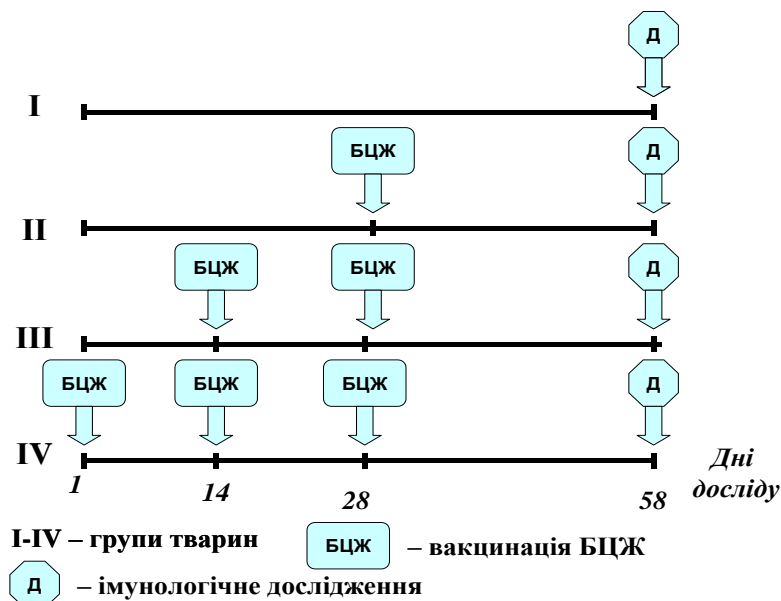 Д
I
БЦЖ Д
II
БЦЖ БЦЖ Д
III
БЦЖ БЦЖ БЦЖ Д
IV
1 14 28 58
Дні
досліду
I-IV – групи тварин
БЦЖ – вакцинація БЦЖ
Д – імунологічне дослідження